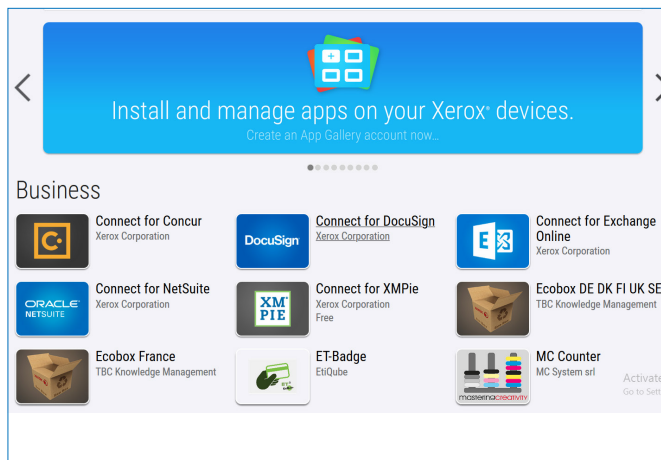 Install and manage apps on your Xerox® devices.
Create an App Gallery account now...
Business
Connect for Concur
Xerox Corporation
DocuSign
Connect for DocuSign
Xerox Corporation
Connect for Exchange
Online
Xerox Corporation
ORACLE
NETSUITE
Connect for NetSuite
Xerox Corporation
XM
PIE
Connect for XMPie
Xerox Corporation
Free
Ecobox DE DK FI UK SE
TBC Knowledge Management
Ecobox France
TBC Knowledge Management
ET-Badge
EtiQube
masteringcreativity
MC Counter
MC System srl
Activate
Go to Sett